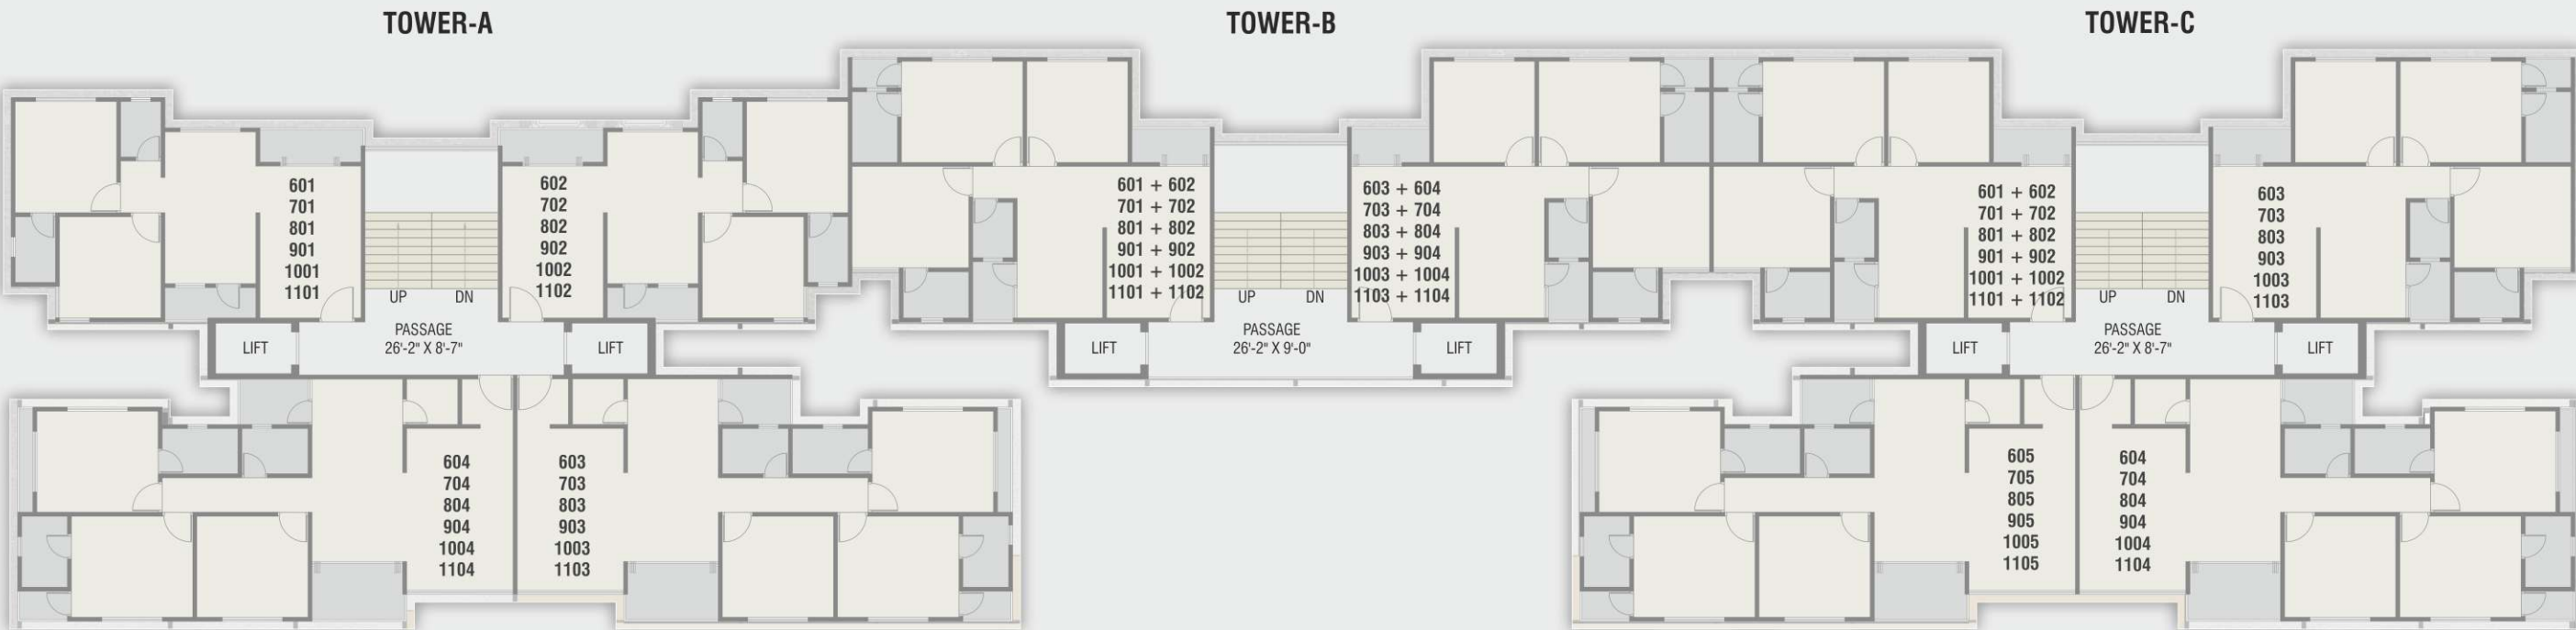 TOWER-A
TOWER-B
TOWER-C
601
701
801
901
1001
1101
UP DN
602
702
802
902
1002
1102
LIFT
PASSAGE
26'-2" X 8'-7"
LIFT
604
704
804
904
1004
1104
603
703
803
903
1003
1103
601 + 602
701 + 702
801 + 802
901 + 902
1001 + 1002
1101 + 1102
UP DN
603 + 604
703 + 704
803 + 804
903 + 904
1003 + 1004
1103 + 1104
LIFT
PASSAGE
26'-2" X 9'-0"
LIFT
601 + 602
701 + 702
801 + 802
901 + 902
1001 + 1002
1101 + 1102
UP DN
603
703
803
903
1003
1103
LIFT
PASSAGE
26'-2" X 8'-7"
LIFT
605
705
805
905
1005
1105
604
704
804
904
1004
1104